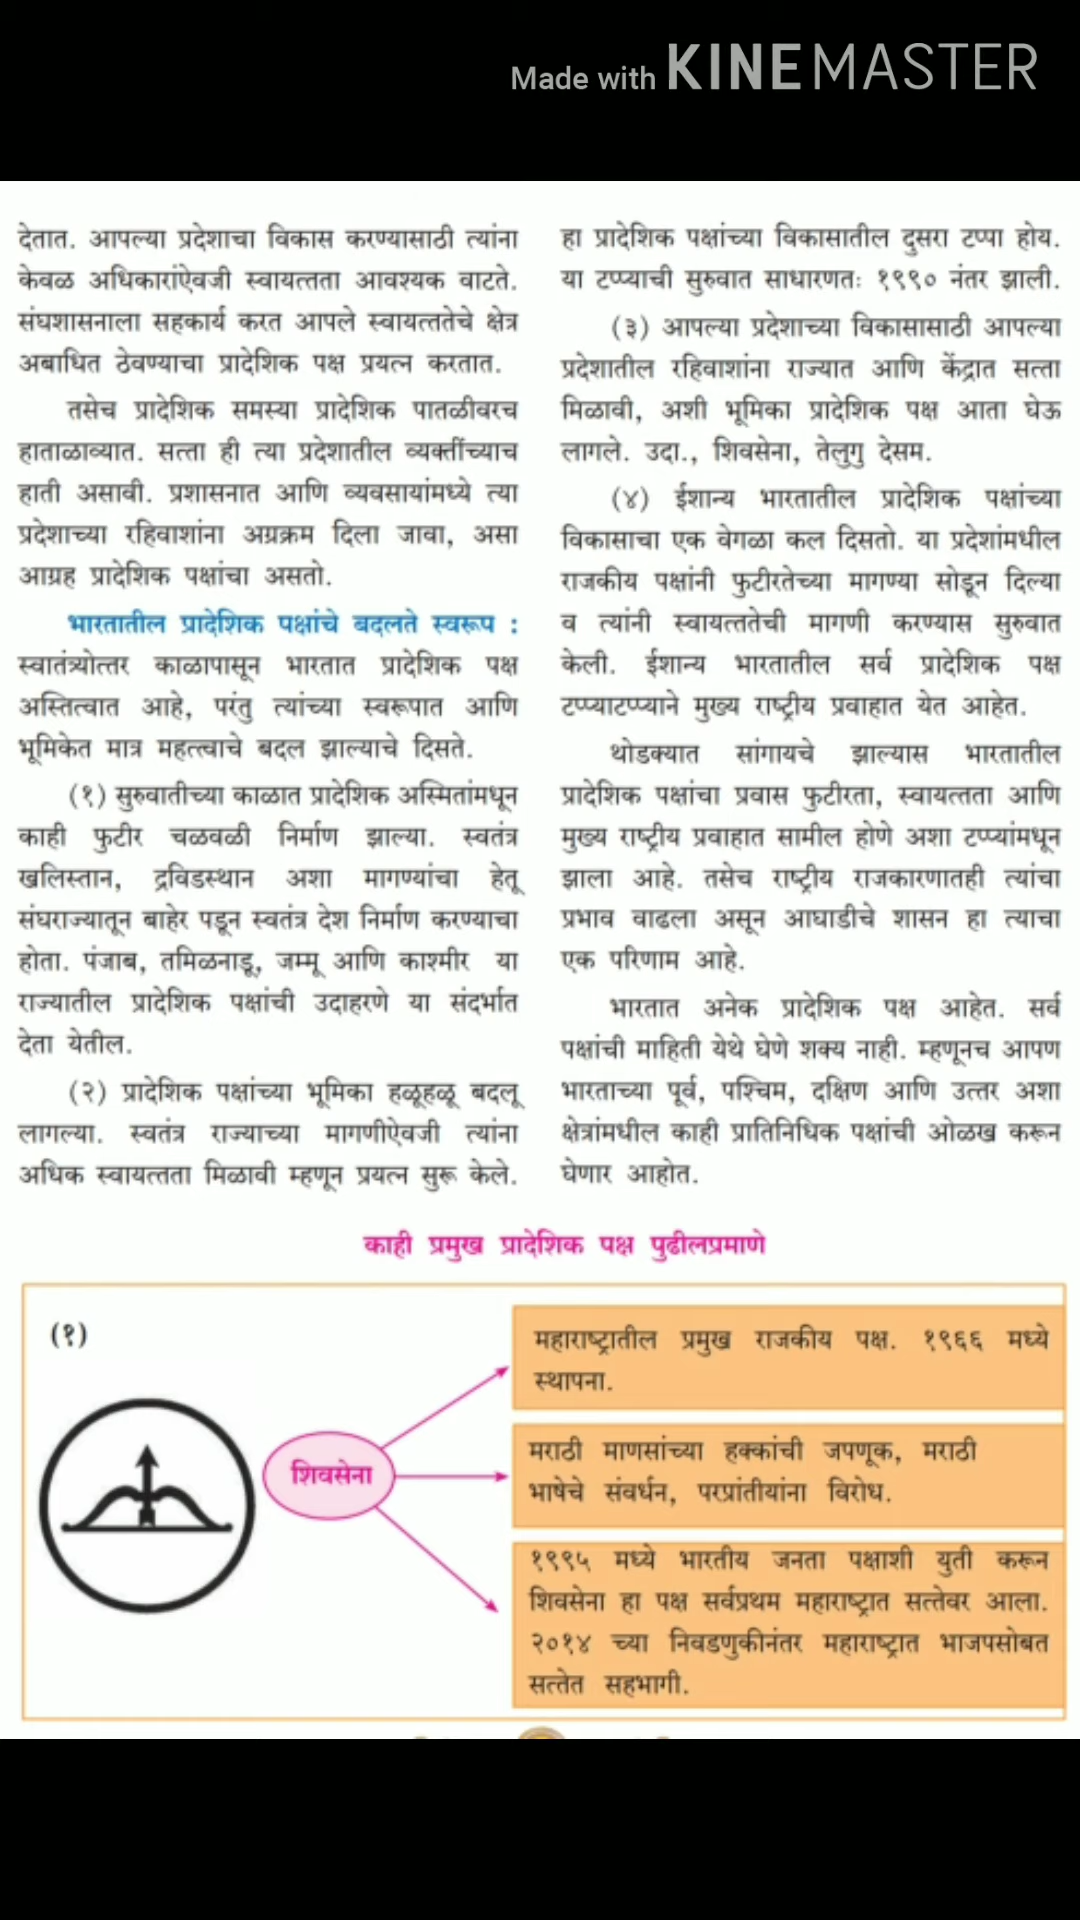 Made with KINEMASTER
देतात. आपल्या प्रदेशाचा विकास करण्यासाठी त्यांना
केवळ अधिकारांऐवजी स्वायत्तता आवश्यक वाटते.
संघशासनाला सहकार्य करत आपले स्वायत्ततेचे क्षेत्र
अबाधित ठेवण्याचा प्रादेशिक पक्ष प्रयत्न करतात.
तसेच प्रादेशिक समस्या प्रादेशिक पातळीवरच
हाताळाव्यात. सत्ता ही त्या प्रदेशातील व्यक्तींच्याच
हाती असावी. प्रशासनात आणि व्यवसायांमध्ये त्या
प्रदेशाच्या रहिवाशांना अग्रक्रम दिला जावा, असा
आग्रह प्रादेशिक पक्षांचा असतो.
भारतातील प्रादेशिक पक्षांचे बदलते स्वरूप :
स्वातंत्र्योत्तर काळापासून भारतात प्रादेशिक पक्ष
अस्तित्वात आहे, परंतु त्यांच्या स्वरूपात आणि
भूमिकेत मात्र महत्त्वाचे बदल झाल्याचे दिसते.
(१) सुरुवातीच्या काळात प्रादेशिक अस्मितांमधून
काही फुटीर चळवळी निर्माण झाल्या. स्वतंत्र
खलिस्तान, द्रविडस्थान अशा मागण्यांचा हेतू
संघराज्यातून बाहेर पडून स्वतंत्र देश निर्माण करण्याचा
होता. पंजाब, तमिळनाडू, जम्मू आणि काश्मीर या
राज्यातील प्रादेशिक पक्षांची उदाहरणे या संदर्भात
देता येतील.
(२) प्रादेशिक पक्षांच्या भूमिका हळूहळू बदलू
लागल्या. स्वतंत्र राज्याच्या मागणीऐवजी त्यांना
अधिक स्वायत्तता मिळावी म्हणून प्रयत्न सुरू केले.
हा प्रादेशिक पक्षांच्या विकासातील दुसरा टप्पा होय.
या टप्प्याची सुरुवात साधारणतः १९९० नंतर झाली.
(३) आपल्या प्रदेशाच्या विकासासाठी आपल्या
प्रदेशातील रहिवाशांना राज्यात आणि केंद्रात सत्ता
मिळावी, अशी भूमिका प्रादेशिक पक्ष आता घेऊ
लागले. उदा., शिवसेना, तेलुगु देसम.
(४) ईशान्य भारतातील प्रादेशिक पक्षांच्या
विकासाचा एक वेगळा कल दिसतो. या प्रदेशांमधील
राजकीय पक्षांनी फुटीरतेच्या मागण्या सोडून दिल्या
व त्यांनी स्वायत्ततेची मागणी करण्यास सुरुवात
केली. ईशान्य भारतातील सर्व प्रादेशिक पक्ष
टप्प्याटप्प्याने मुख्य राष्ट्रीय प्रवाहात येत आहेत.
थोडक्यात सांगायचे झाल्यास भारतातील
प्रादेशिक पक्षांचा प्रवास फुटीरता, स्वायत्तता आणि
मुख्य राष्ट्रीय प्रवाहात सामील होणे अशा टप्प्यांमधून
झाला आहे. तसेच राष्ट्रीय राजकारणातही त्यांचा
प्रभाव वाढला असून आघाडीचे शासन हा त्याचा
एक परिणाम आहे.
भारतात अनेक प्रादेशिक पक्ष आहेत. सर्व
पक्षांची माहिती येथे घेणे शक्य नाही. म्हणूनच आपण
भारताच्या पूर्व, पश्चिम, दक्षिण आणि उत्तर अशा
क्षेत्रांमधील काही प्रातिनिधिक पक्षांची ओळख करून
घेणार आहोत.
काही प्रमुख प्रादेशिक पक्ष पुढीलप्रमाणे
(१)
शिवसेना
महाराष्ट्रातील प्रमुख राजकीय पक्ष. १९६६ मध्ये
स्थापना.
मराठी माणसांच्या हक्कांची जपणूक, मराठी
भाषेचे संवर्धन, परप्रांतीयांना विरोध.
१९९५ मध्ये भारतीय जनता पक्षाशी युती करून
शिवसेना हा पक्ष सर्वप्रथम महाराष्ट्रात सत्तेवर आला.
२०१४ च्या निवडणुकीनंतर महाराष्ट्रात भाजपसोबत
सत्तेत सहभागी.